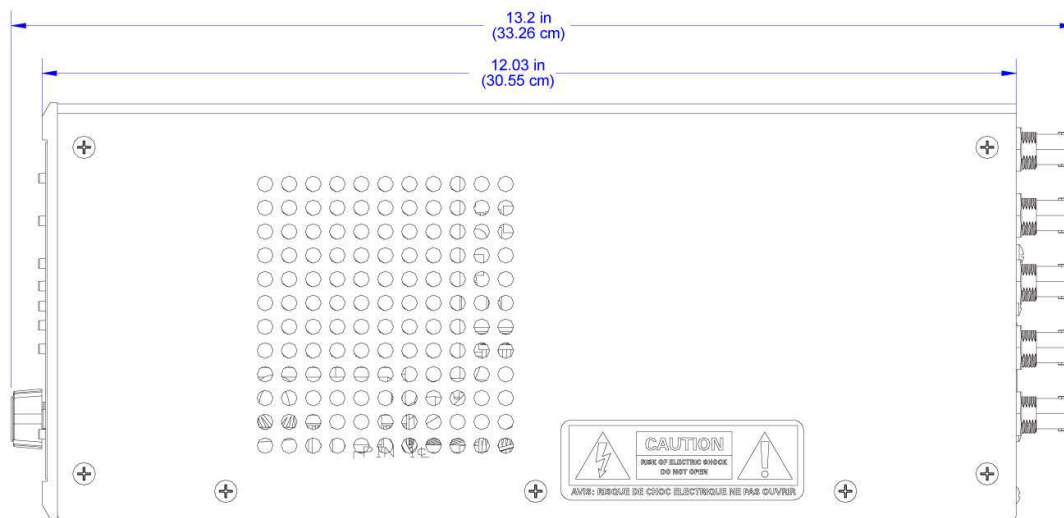 13.2 in
(33.26 cm)
12.03 in
(30.55 cm)
CAUTION
RISK OF ELECTRIC SHOCK
DO NOT OPEN
AVIS: RISQUE DE CHOC ELECTRIQUE NE PAS OUVRIR